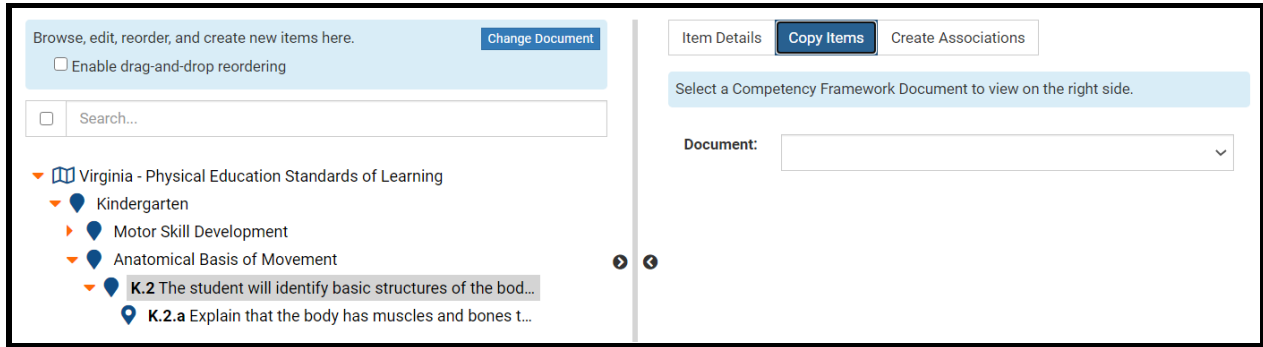 Browse, edit, reorder, and create new items here.
Change Document
Enable drag-and-drop reordering
Search...
Virginia - Physical Education Standards of Learning
Kindergarten
Motor Skill Development
Anatomical Basis of Movement
K.2 The student will identify basic structures of the bod...
K.2.a Explain that the body has muscles and bones t...
Item Details
Copy Items
Create Associations
Select a Competency Framework Document to view on the right side.
Document: